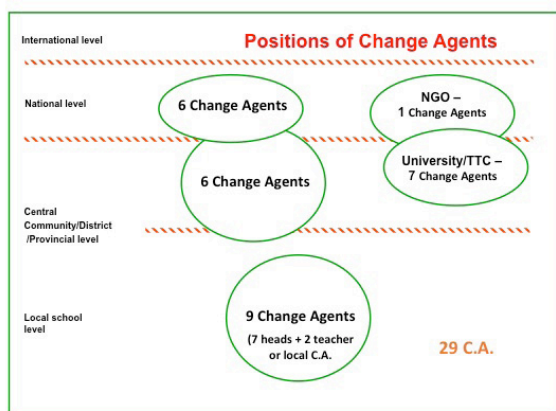 International level
Positions of Change Agents
National level
6 Change Agents
NGO –
1 Change Agents
University/TTC –
7 Change Agents
6 Change Agents
Central
Community/District
/Provincial level
Local school
level
9 Change Agents
(7 heads + 2 teacher
or local C.A.
29 C.A.